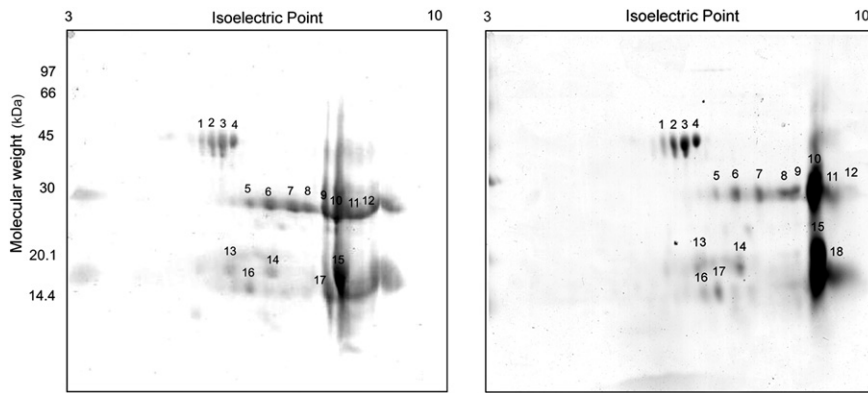 3 Isoelectric Point 10
3 Isoelectric Point 10
Molecular weight (kDa)
97
66
45
30
20.1
14.4
1 2 3 4
5 6 7 8 9 10 11 12
13 14 15
16 17
1 2 3 4
10
5 6 7 8 9 11 12
15
13 14 18
16 17